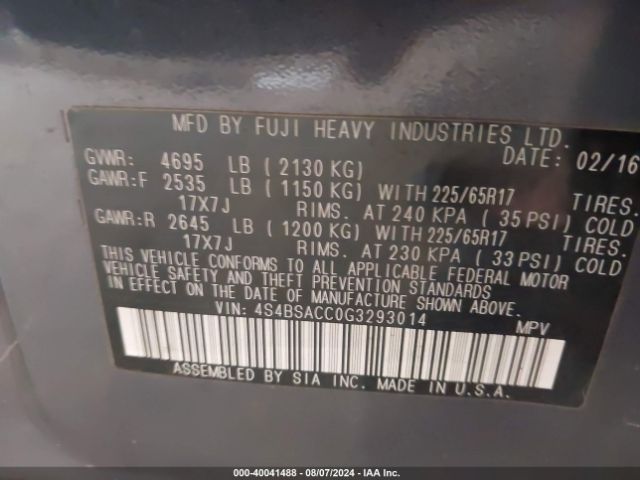 MFD BY FUJI HEAVY INDUSTRIES LTD.
DATE: 02/16
GVWR: 4695 LB (2130 KG)
GAWR:F 2535 LB (1150 KG) WITH 225/65R17 TIRES.
17X7J RIMS. AT 240 KPA (35 PSI) COLD
GAWR:R 2645 LB (1200 KG) WITH 225/65R17 TIRES.
17X7J RIMS. AT 230 KPA (33 PSI) COLD
THIS VEHICLE CONFORMS TO ALL APPLICABLE FEDERAL MOTOR
VEHICLE SAFETY AND THEFT PREVENTION STANDARDS
IN EFFECT ON THE DATE OF MANUFACTURE SHOWN ABOVE.
VIN: 4S4BSACC0G3293014 MPV
ASSEMBLED BY SIA INC. MADE IN U.S.A.
000-40041488 - 08/07/2024 - IAA Inc.